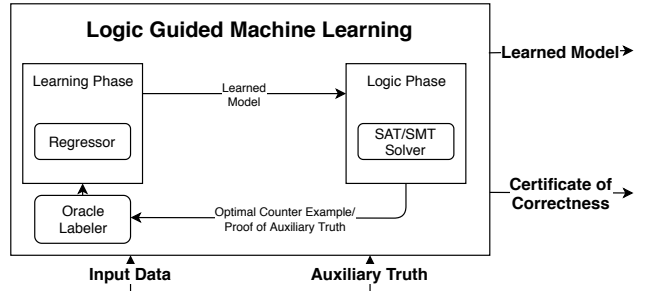 Logic Guided Machine Learning
Learning Phase
Regressor
Learned
Model
Logic Phase
SAT/SMT
Solver
Oracle
Labeler
Optimal Counter Example/
Proof of Auxiliary Truth
Learned Model
Certificate of
Correctness
Input Data
Auxiliary Truth